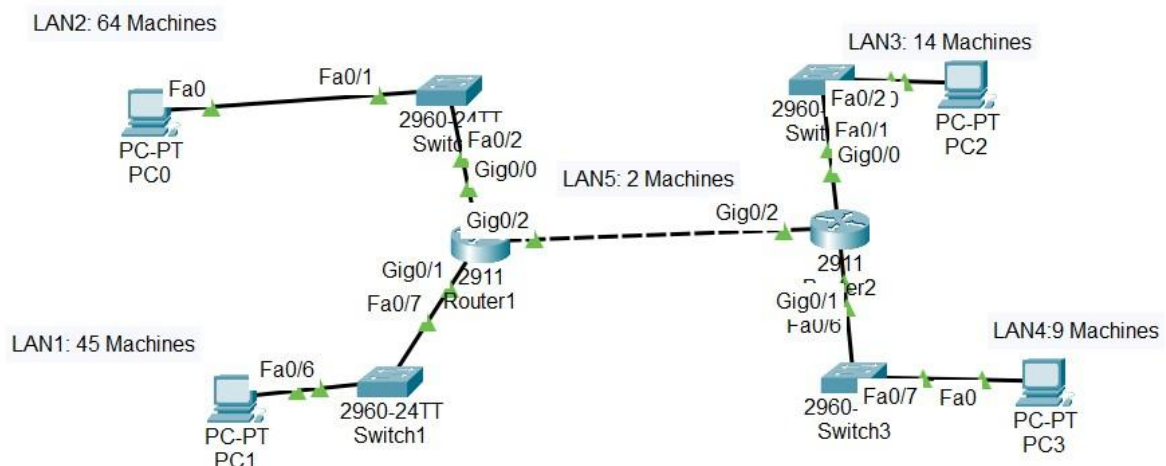 LAN2: 64 Machines
Fa0
Fa0/1
PC-PT
PC0
2960-24TT
Fa0/2
Gig0/0
LAN3: 14 Machines
2960
Fa0/2
Fa0/1
Gig0/0
PC-PT
PC2
LAN5: 2 Machines
Gig0/2
Gig0/2
2911
Router1
2911
Gig0/1
Fa0/7
Gig0/1
Fa0/6
LAN1: 45 Machines
Fa0/6
PC-PT
PC1
2960-24TT
Switch1
LAN4:9 Machines
2960-
Switch3
Fa0/7
Fa0
PC-PT
PC3